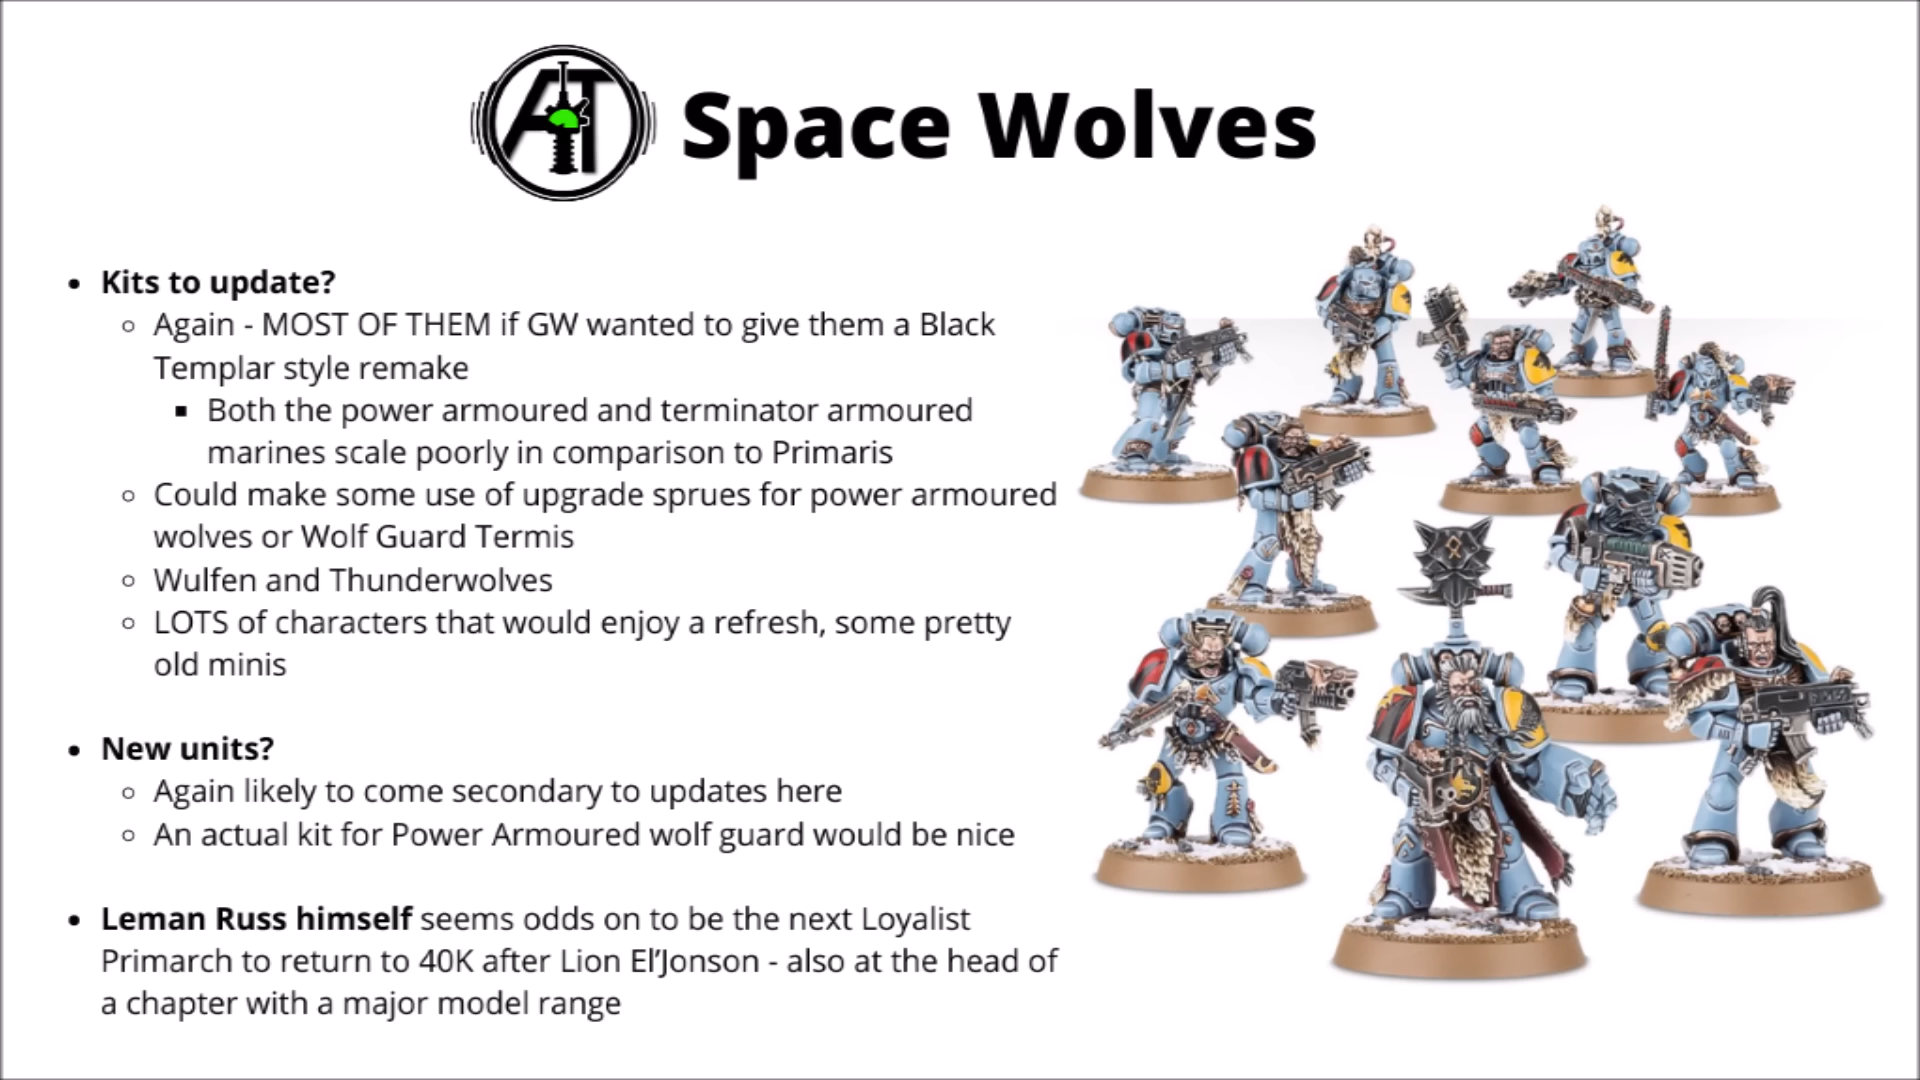 AT
Space Wolves
• Kits to update?
◦ Again - MOST OF THEM if GW wanted to give them a Black
Templar style remake
▪ Both the power armoured and terminator armoured
marines scale poorly in comparison to Primaris
◦ Could make some use of upgrade sprues for power armoured
wolves or Wolf Guard Termis
◦ Wulfen and Thunderwolves
◦ LOTS of characters that would enjoy a refresh, some pretty
old minis
• New units?
◦ Again likely to come secondary to updates here
◦ An actual kit for Power Armoured wolf guard would be nice
• Leman Russ himself seems odds on to be the next Loyalist
Primarch to return to 40K after Lion El’Jonson - also at the head of
a chapter with a major model range